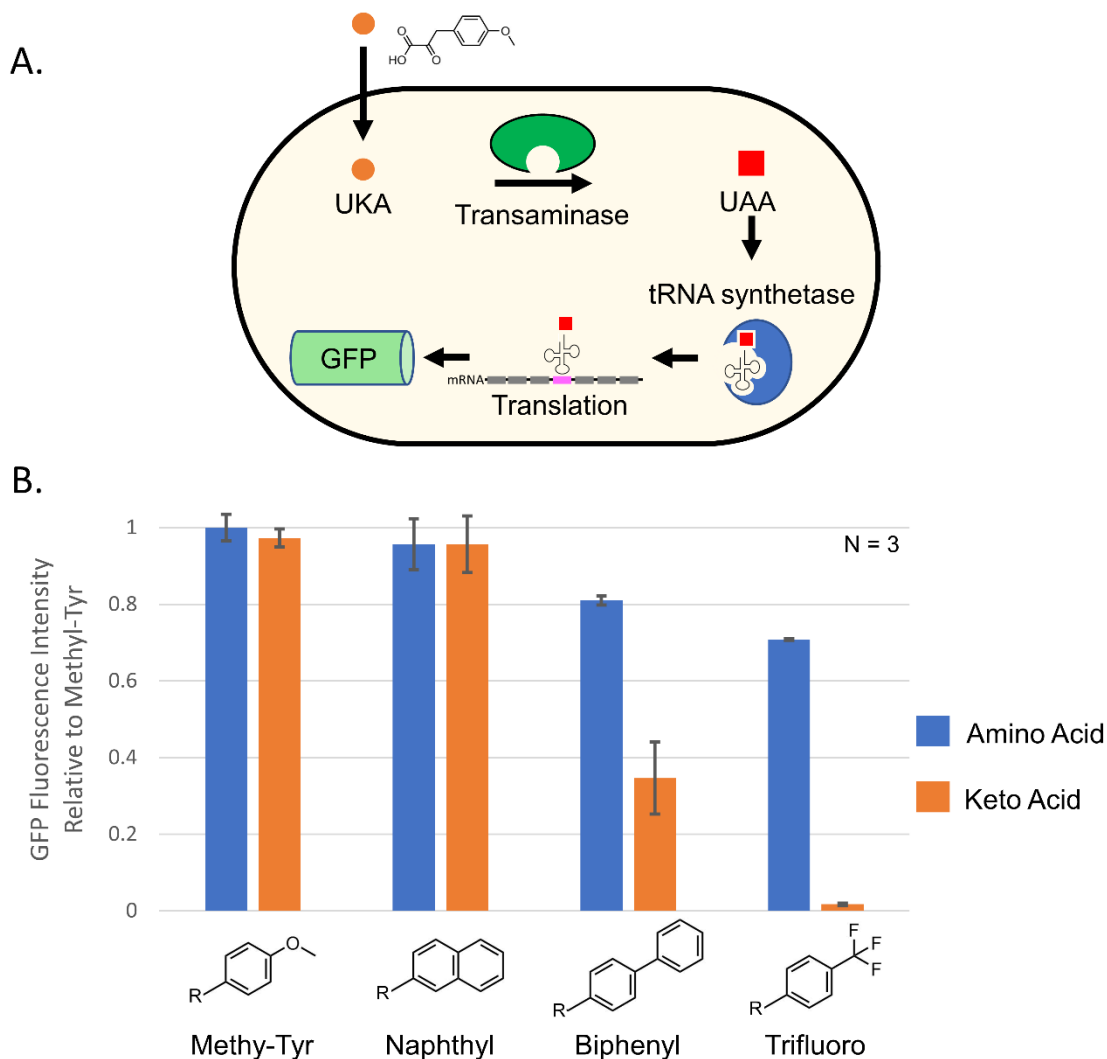 A.
O
O
HO
O
UKA
Transaminase
UAA
tRNA synthetase
GFP
mRNA
Translation
B.
GFP Fluorescence Intensity
Relative to Methyl-Tyr
1
0.8
0.6
0.4
0.2
0
N = 3
Amino Acid
Keto Acid
R
O
R
R
R
F
F
F
Methy-Tyr
Naphthyl
Biphenyl
Trifluoro